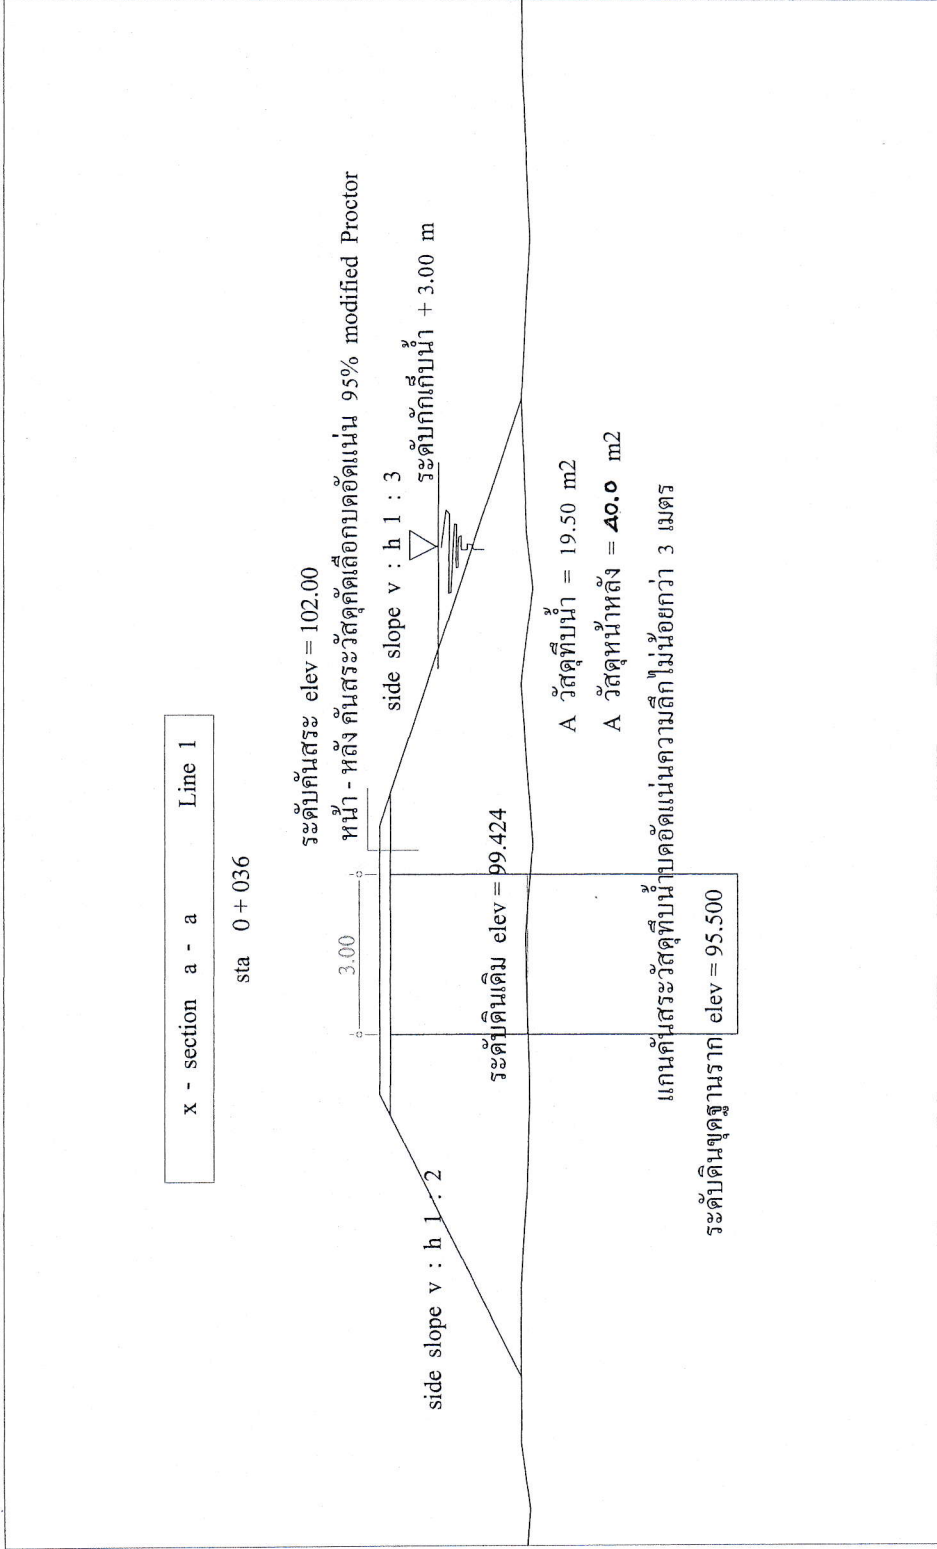 x - section a - a Line 1
sta 0 + 036
ระดับคันสระ elev = 102.00
หน้า - หลัง คันสระวัสดุคัดเลือกบดอัดแน่น 95% modified Proctor
3.00
side slope v : h 1 : 3
ระดับกักเก็บน้ำ + 3.00 m
side slope v : h 1 : 2
ระดับดินเดิม elev = 99.424
A วัสดุทึบน้ำ = 19.50 m2
A วัสดุหน้าหลัง = 20.0 m2
แกนคันสระวัสดุทึบน้ำบดอัดแน่นความลึกไม่น้อยกว่า 3 เมตร
ระดับดินขุดฐานราก elev = 95.500